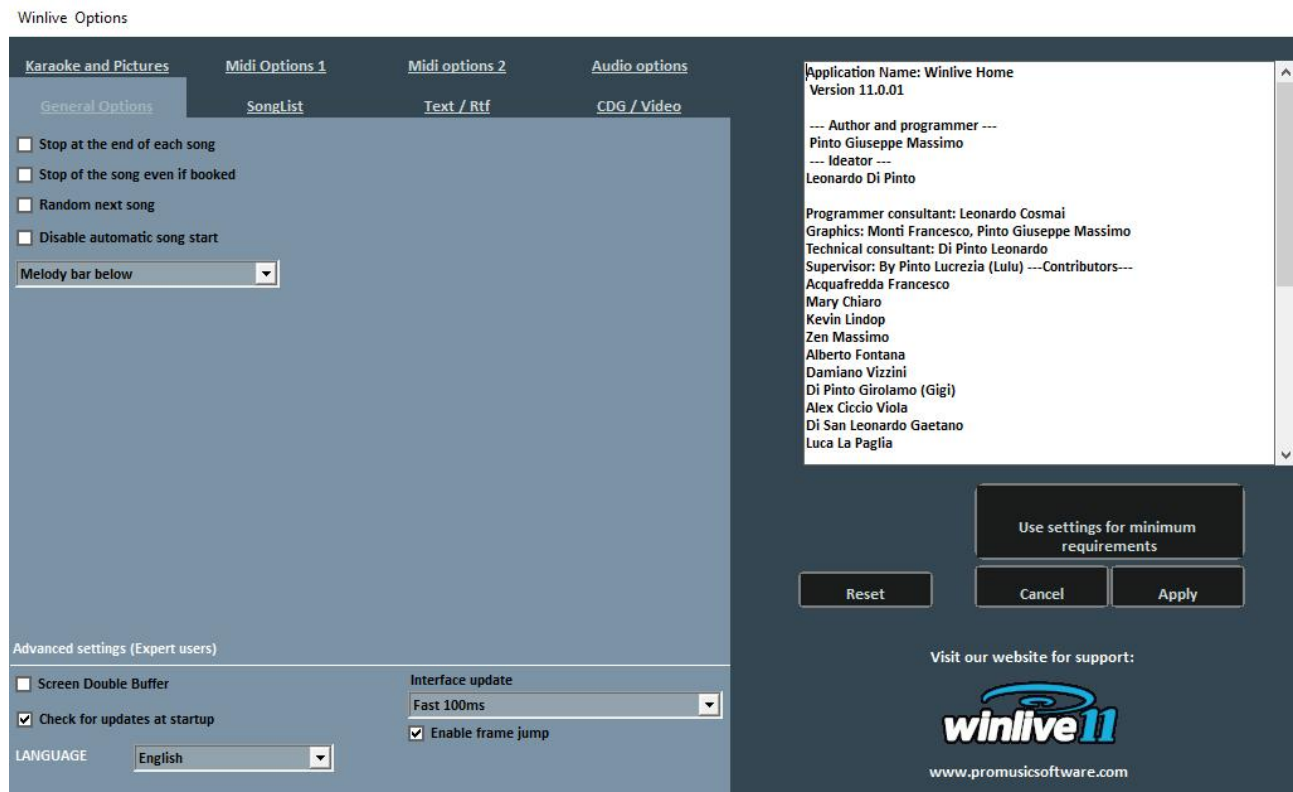 Winlive Options
Karaoke and Pictures
Midi Options 1
Midi options 2
Audio options
General Options
SongList
Text / Rtf
CDG / Video
Stop at the end of each song
Stop of the song even if booked
Random next song
Disable automatic song start
Melody bar below
Advanced settings (Expert users)
Screen Double Buffer
Check for updates at startup
LANGUAGE
English
Interface update
Fast 100ms
Enable frame jump
Application Name: Winlive Home
Version 11.0.01
--- Author and programmer ---
Pinto Giuseppe Massimo
--- Ideator ---
Leonardo Di Pinto
Programmer consultant: Leonardo Cosmai
Graphics: Monti Francesco, Pinto Giuseppe Massimo
Technical consultant: Di Pinto Leonardo
Supervisor: By Pinto Lucrezia (Lulu) ---Contributors---
Acquafredda Francesco
Mary Chiaro
Kevin Lindop
Zen Massimo
Alberto Fontana
Damiano Vizzini
Di Pinto Girolamo (Gigi)
Alex Ciccio Viola
Di San Leonardo Gaetano
Luca La Paglia
Use settings for minimum
requirements
Reset
Cancel
Apply
Visit our website for support:
winlive 11
www.promusicsoftware.com